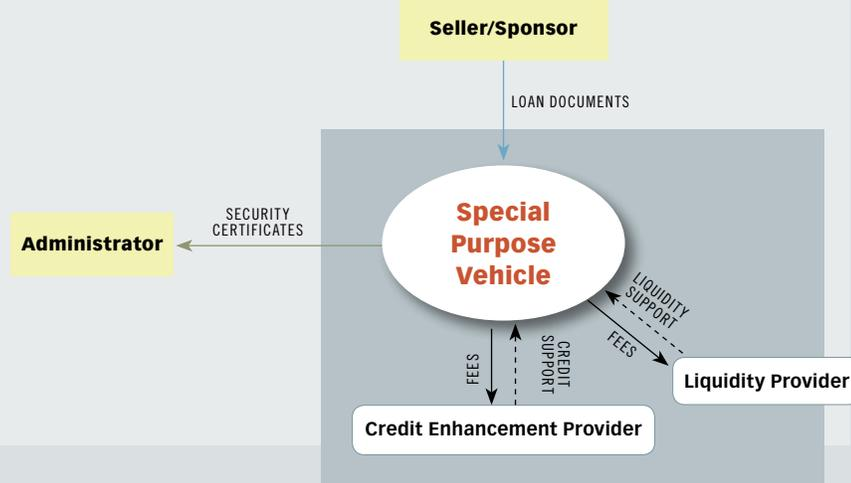 Seller/Sponsor
LOAN DOCUMENTS
Special
Purpose
Vehicle
SECURITY
CERTIFICATES
Administrator
LIQUIDITY
SUPPORT
FEES
FEES
CREDIT
SUPPORT
Liquidity Provider
Credit Enhancement Provider